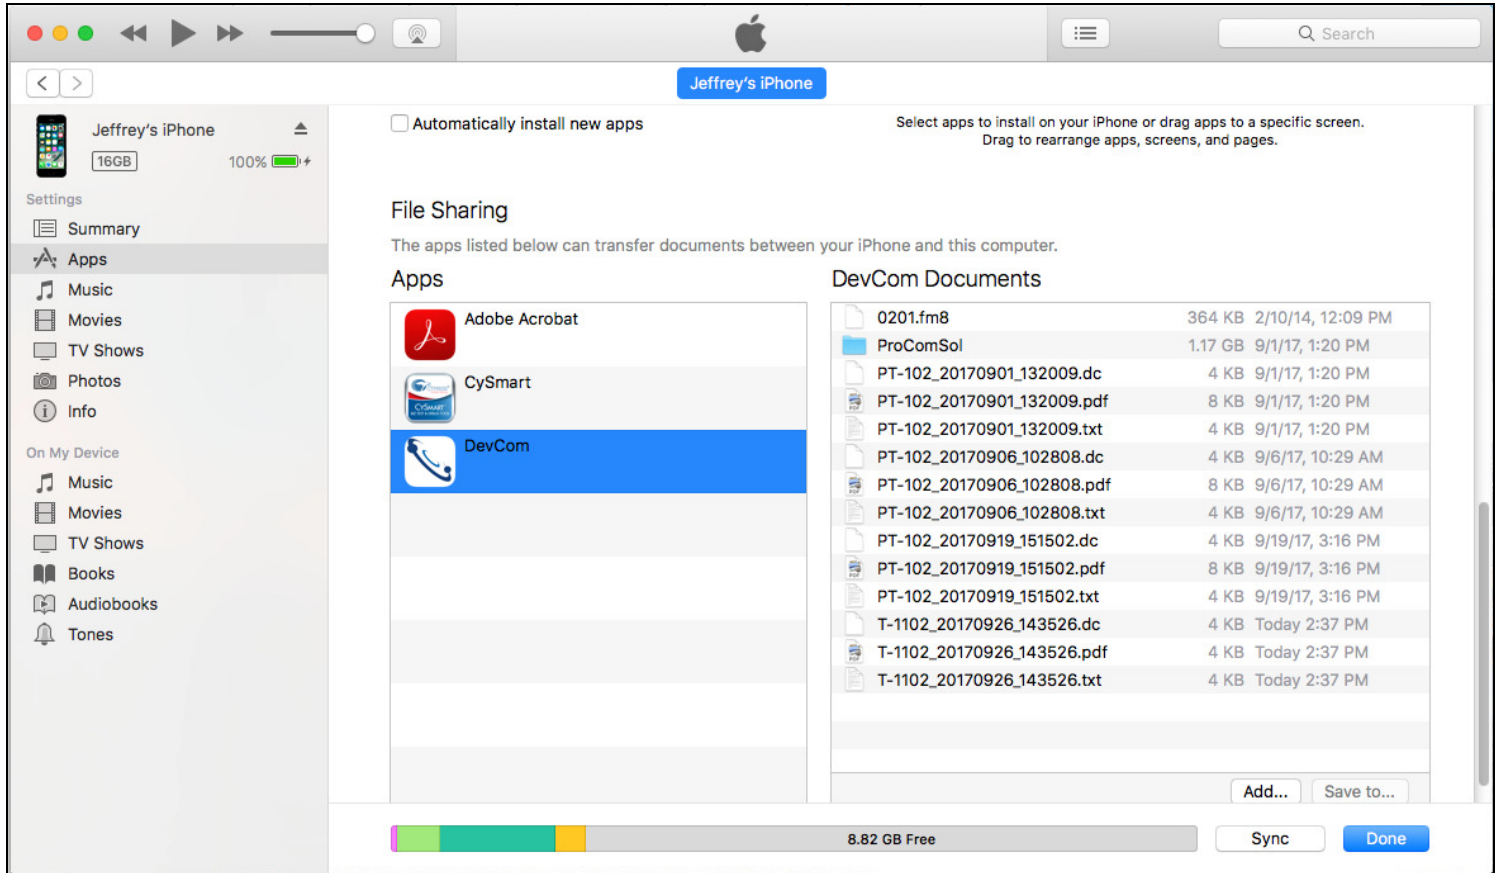 Search
Jeffrey's iPhone
Jeffrey's iPhone
16GB 100%
Settings
Summary
Apps
Music
Movies
TV Shows
Photos
Info
On My Device
Music
Movies
TV Shows
Books
Audiobooks
Tones
Automatically install new apps
Select apps to install on your iPhone or drag apps to a specific screen.
Drag to rearrange apps, screens, and pages.
File Sharing
The apps listed below can transfer documents between your iPhone and this computer.
Apps
Adobe Acrobat
CySmart
CYSMART
DevCom
DevCom Documents
0201.fm8 364 KB 2/10/14, 12:09 PM
ProComSol 1.17 GB 9/1/17, 1:20 PM
PT-102_20170901_132009.dc 4 KB 9/1/17, 1:20 PM
PT-102_20170901_132009.pdf 8 KB 9/1/17, 1:20 PM
PT-102_20170901_132009.txt 4 KB 9/1/17, 1:20 PM
PT-102_20170906_102808.dc 4 KB 9/6/17, 10:29 AM
PT-102_20170906_102808.pdf 8 KB 9/6/17, 10:29 AM
PT-102_20170906_102808.txt 4 KB 9/6/17, 10:29 AM
PT-102_20170919_151502.dc 4 KB 9/19/17, 3:16 PM
PT-102_20170919_151502.pdf 8 KB 9/19/17, 3:16 PM
PT-102_20170919_151502.txt 4 KB 9/19/17, 3:16 PM
T-1102_20170926_143526.dc 4 KB Today 2:37 PM
T-1102_20170926_143526.pdf 4 KB Today 2:37 PM
T-1102_20170926_143526.txt 4 KB Today 2:37 PM
Add... Save to...
8.82 GB Free
Sync Done